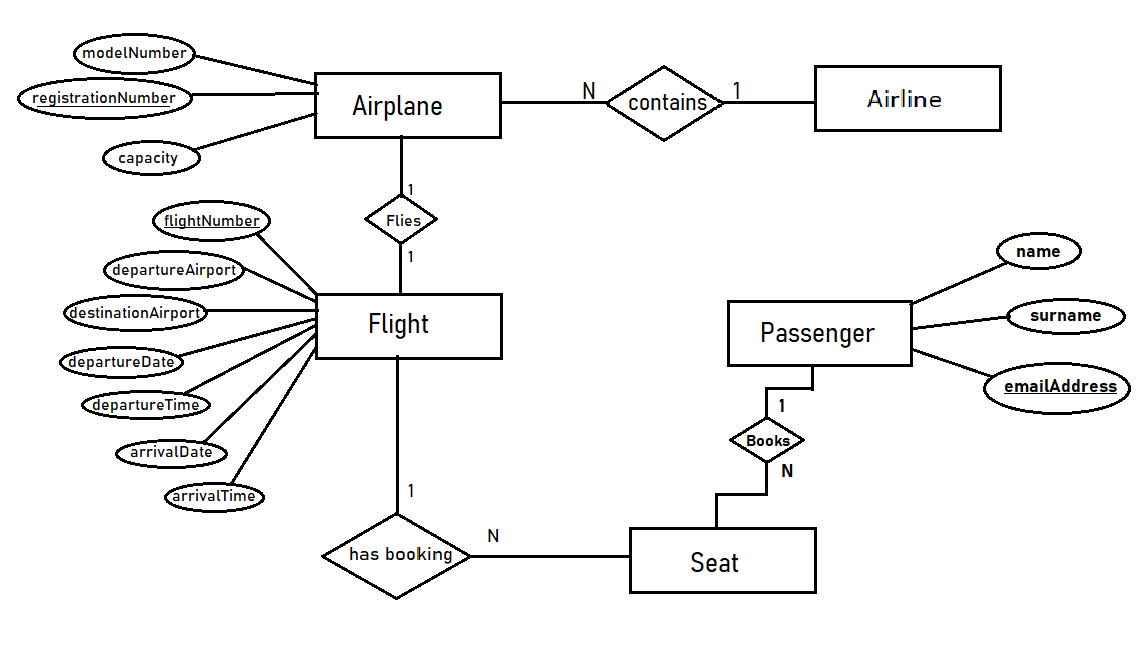 modelNumber
registrationNumber
capacity
Airplane
N
contains
1
Airline
1
Flies
1
flightNumber
departureAirport
destinationAirport
departureDate
departureTime
arrivalDate
arrivalTime
Flight
name
surname
emailAddress
Passenger
1
Books
N
1
has booking
N
Seat